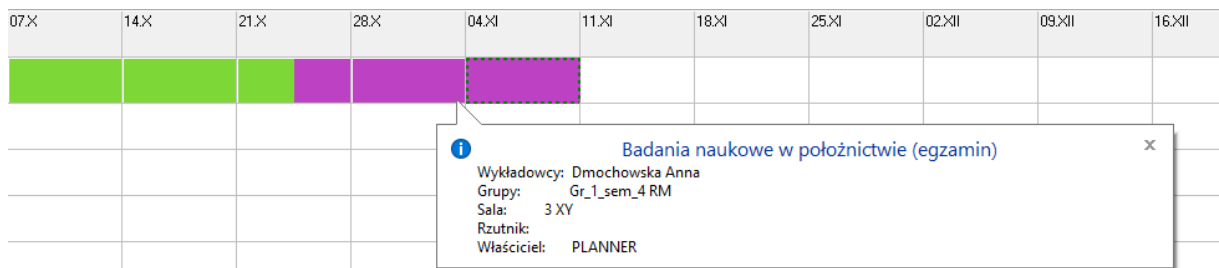 07.X 14.X 21.X 28.X 04.XI 11.XI 18.XI 25.XI 02.XII 09.XII 16.XII
Badania naukowe w położnictwie (egzamin) x
Wykładowcy: Dmochowska Anna
Grupy: Gr_1_sem_4 RM
Sala: 3 XY
Rzutnik:
Właściciel: PLANNER